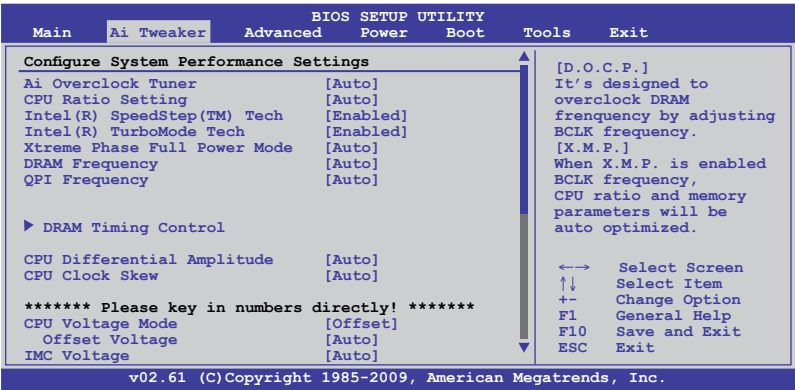 BIOS SETUP UTILITY
Main Ai Tweaker Advanced Power Boot Tools Exit
Configure System Performance Settings
Ai Overclock Tuner [Auto]
CPU Ratio Setting [Auto]
Intel(R) SpeedStep(TM) Tech [Enabled]
Intel(R) TurboMode Tech [Enabled]
Xtreme Phase Full Power Mode [Auto]
DRAM Frequency [Auto]
QPI Frequency [Auto]
DRAM Timing Control
CPU Differential Amplitude [Auto]
CPU Clock Skew [Auto]
******* Please key in numbers directly! *******
CPU Voltage Mode [Offset]
Offset Voltage [Auto]
IMC Voltage [Auto]
[D.O.C.P.]
It's designed to
overclock DRAM
frenquency by adjusting
BCLK frequency.
[X.M.P.]
When X.M.P. is enabled
BCLK frequency,
CPU ratio and memory
parameters will be
auto optimized.
←→ Select Screen
↑↓ Select Item
+- Change Option
F1 General Help
F10 Save and Exit
ESC Exit
v02.61 (C)Copyright 1985-2009, American Megatrends, Inc.